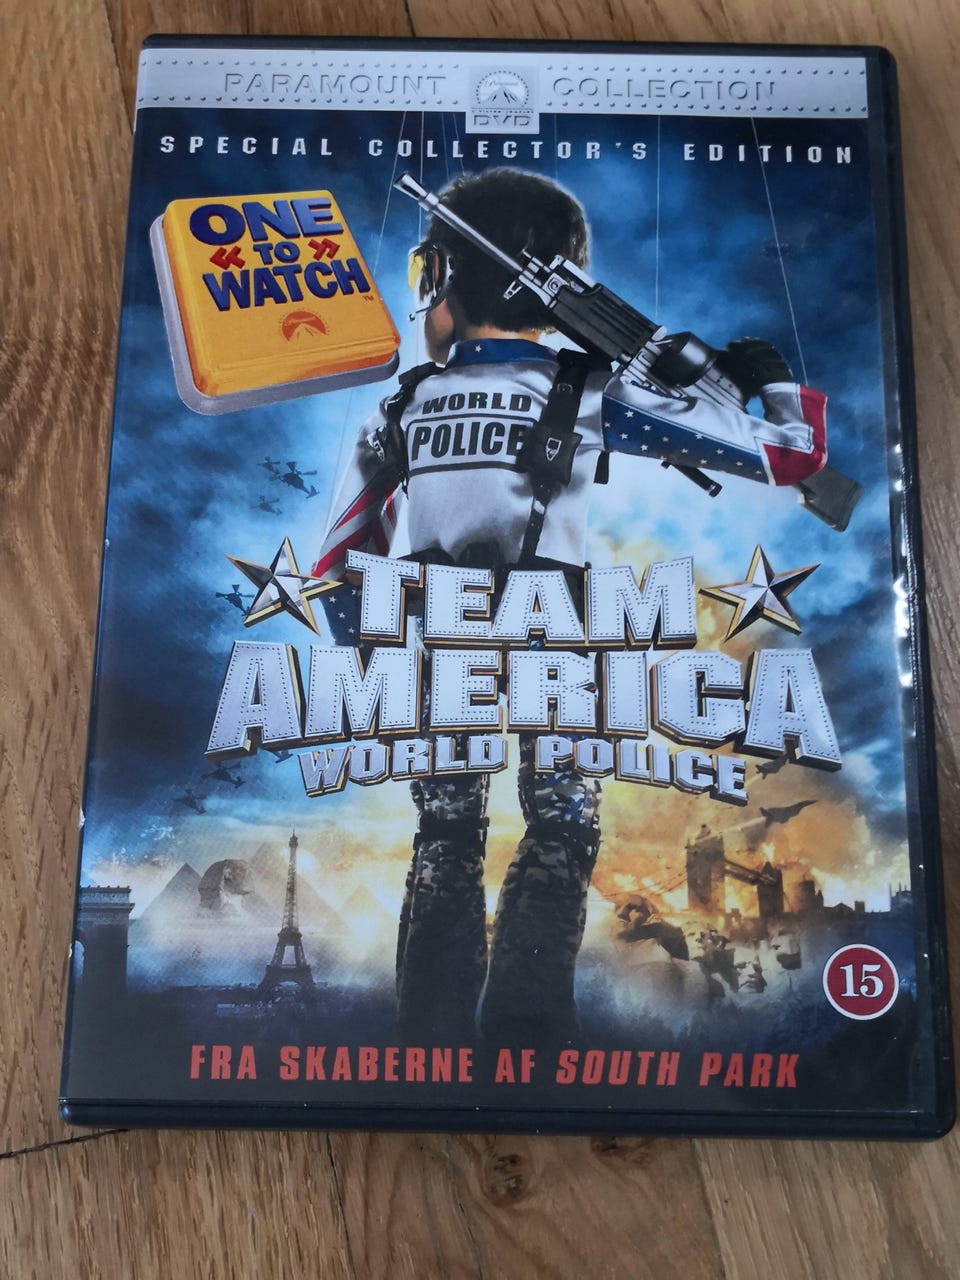 PARAMOUNT COLLECTION
DVD
SPECIAL COLLECTOR'S EDITION
ONE
« TO »
WATCH™
WORLD
POLICE
TEAM
AMERICA
WORLD POLICE
15
FRA SKABERNE AF SOUTH PARK